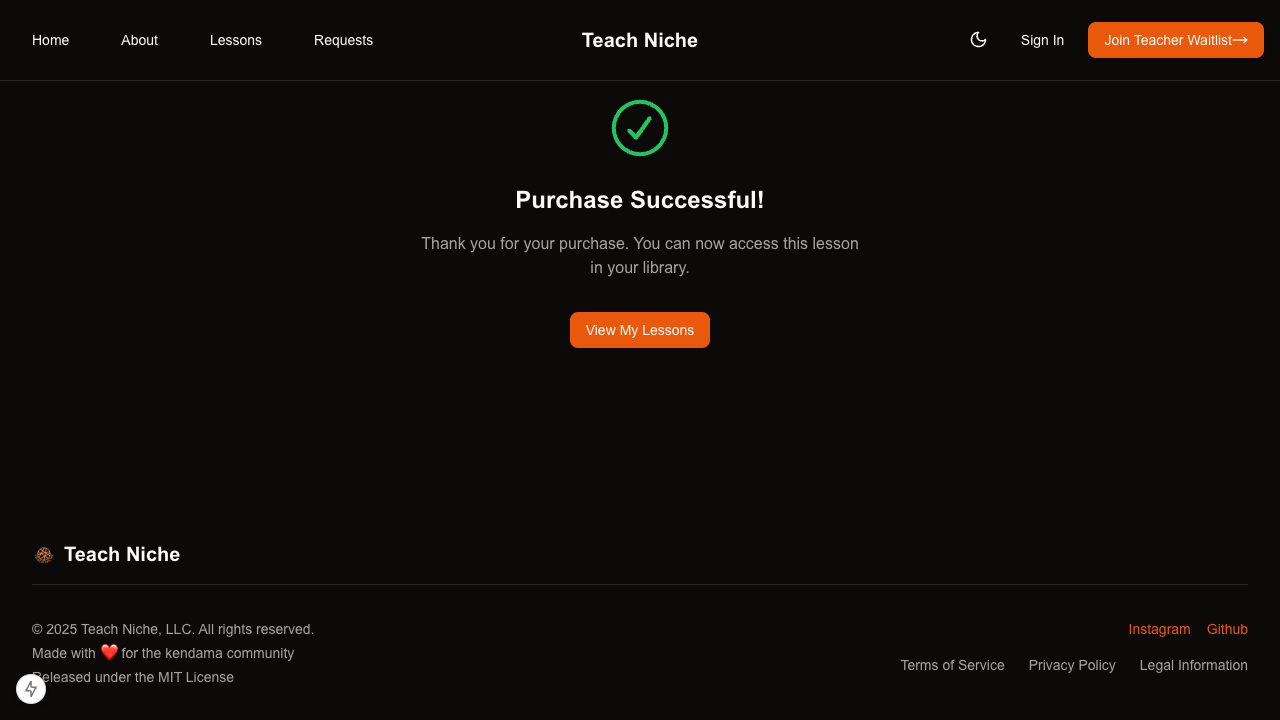 Home
About
Lessons
Requests
Teach Niche
Sign In
Join Teacher Waitlist
Purchase Successful!
Thank you for your purchase. You can now access this lesson
in your library.
View My Lessons
Teach Niche
© 2025 Teach Niche, LLC. All rights reserved.
Made with ❤️ for the kendama community
Released under the MIT License
Instagram
Github
Terms of Service
Privacy Policy
Legal Information